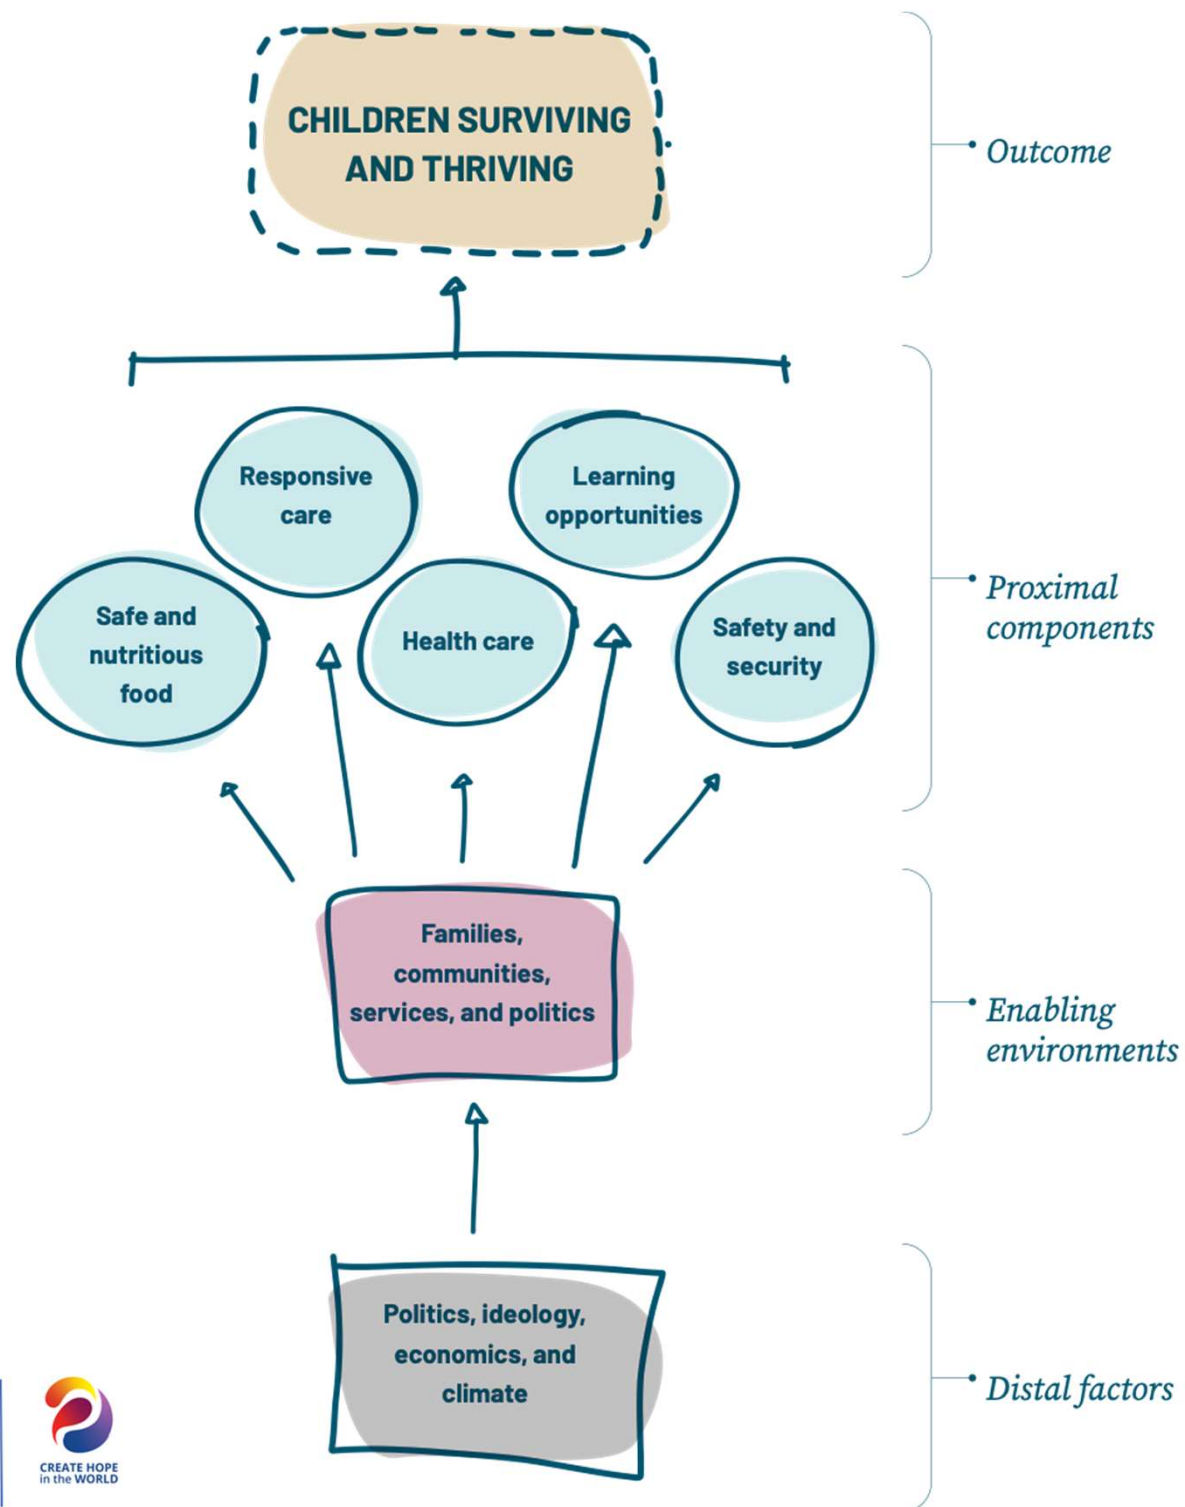 CHILDREN SURVIVING
AND THRIVING
Outcome
Responsive
care
Learning
opportunities
Safe and
nutritious
food
Health care
Safety and
security
Proximal
components
Families,
communities,
services, and politics
Enabling
environments
Politics, ideology,
economics, and
climate
Distal factors
CREATE HOPE
in the WORLD